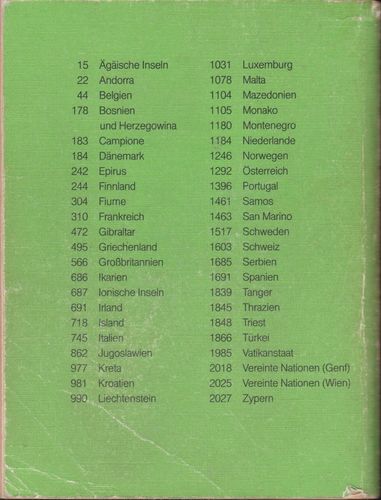 15 Ägäische Inseln
22 Andorra
44 Belgien
178 Bosnien
und Herzegowina
183 Campione
184 Dänemark
242 Epirus
244 Finnland
304 Fiume
310 Frankreich
472 Gibraltar
495 Griechenland
566 Großbritannien
686 Ikarien
687 Ionische Inseln
691 Irland
718 Island
745 Italien
862 Jugoslawien
977 Kreta
981 Kroatien
990 Liechtenstein
1031 Luxemburg
1078 Malta
1104 Mazedonien
1105 Monako
1180 Montenegro
1184 Niederlande
1246 Norwegen
1292 Österreich
1396 Portugal
1461 Samos
1463 San Marino
1517 Schweden
1603 Schweiz
1685 Serbien
1691 Spanien
1839 Tanger
1845 Thrazien
1848 Triest
1866 Türkei
1985 Vatikanstaat
2018 Vereinte Nationen (Genf)
2025 Vereinte Nationen (Wien)
2027 Zypern